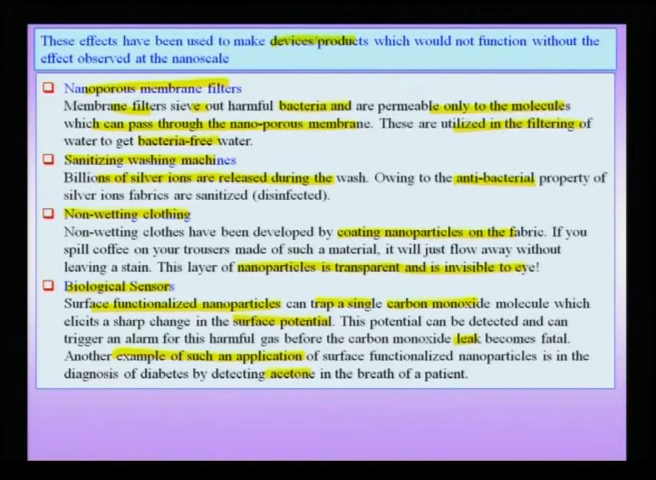 These effects have been used to make devices/products which would not function without the
effect observed at the nanoscale
Nanoporous membrane filters
Membrane filters sieve out harmful bacteria and are permeable only to the molecules
which can pass through the nano-porous membrane. These are utilized in the filtering of
water to get bacteria-free water.
Sanitizing washing machines
Billions of silver ions are released during the wash. Owing to the anti-bacterial property of
silver ions fabrics are sanitized (disinfected).
Non-wetting clothing
Non-wetting clothes have been developed by coating nanoparticles on the fabric. If you
spill coffee on your trousers made of such a material, it will just flow away without
leaving a stain. This layer of nanoparticles is transparent and is invisible to eye!
Biological Sensors
Surface functionalized nanoparticles can trap a single carbon monoxide molecule which
elicits a sharp change in the surface potential. This potential can be detected and can
trigger an alarm for this harmful gas before the carbon monoxide leak becomes fatal.
Another example of such an application of surface functionalized nanoparticles is in the
diagnosis of diabetes by detecting acetone in the breath of a patient.